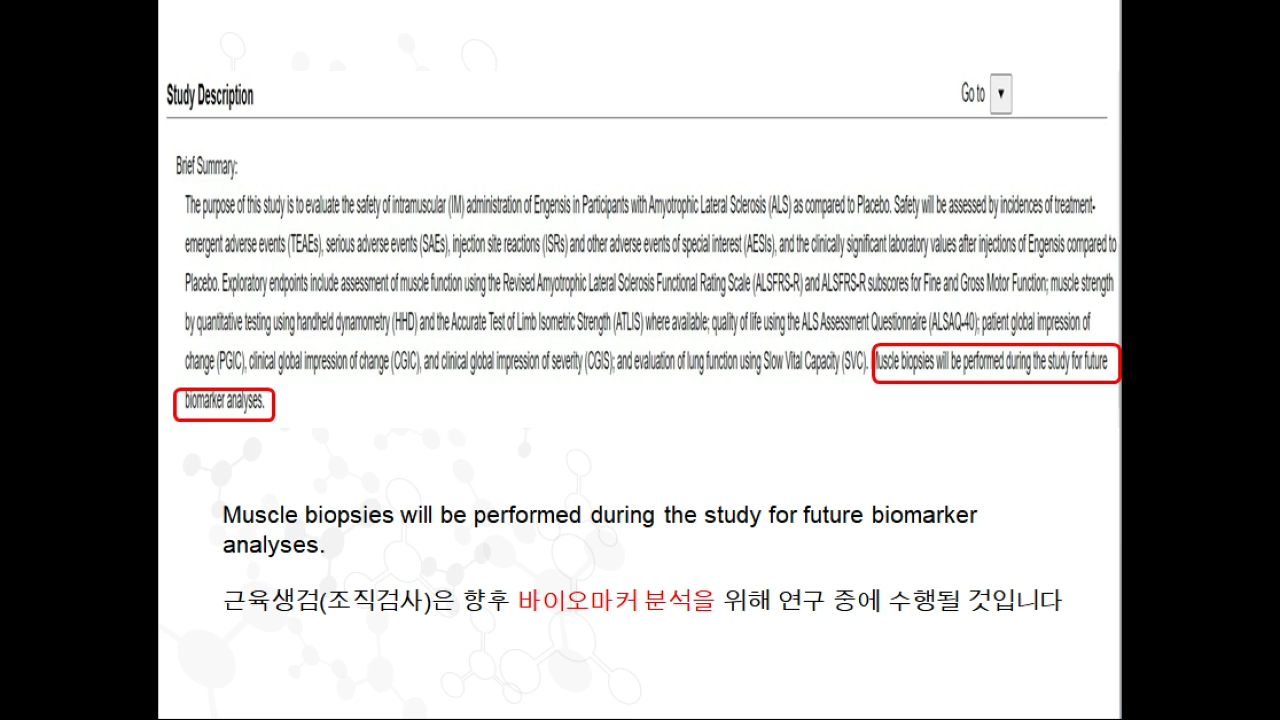 Study Description
Go to ▼
Brief Summary:
The purpose of this study is to evaluate the safety of intramuscular (IM) administration of Engensis in Participants with Amyotrophic Lateral Sclerosis (ALS) as compared to Placebo. Safety will be assessed by incidences of treatment-
emergent adverse events (TEAEs), serious adverse events (SAEs), injection site reactions (ISRs) and other adverse events of special interest (AESIs), and the clinically significant laboratory values after injections of Engensis compared to
Placebo. Exploratory endpoints include assessment of muscle function using the Revised Amyotrophic Lateral Sclerosis Functional Rating Scale (ALSFRS-R) and ALSFRS-R subscores for Fine and Gross Motor Function; muscle strength
by quantitative testing using handheld dynamometry (HHD) and the Accurate Test of Limb Isometric Strength (ATLIS) where available; quality of life using the ALS Assessment Questionnaire (ALSAQ-40); patient global impression of
change (PGIC), clinical global impression of change (CGIC), and clinical global impression of severity (CGIS); and evaluation of lung function using Slow Vital Capacity (SVC). Muscle biopsies will be performed during the study for future
biomarker analyses.
Muscle biopsies will be performed during the study for future biomarker
analyses.
근육생검(조직검사)은 향후 바이오마커 분석을 위해 연구 중에 수행될 것입니다